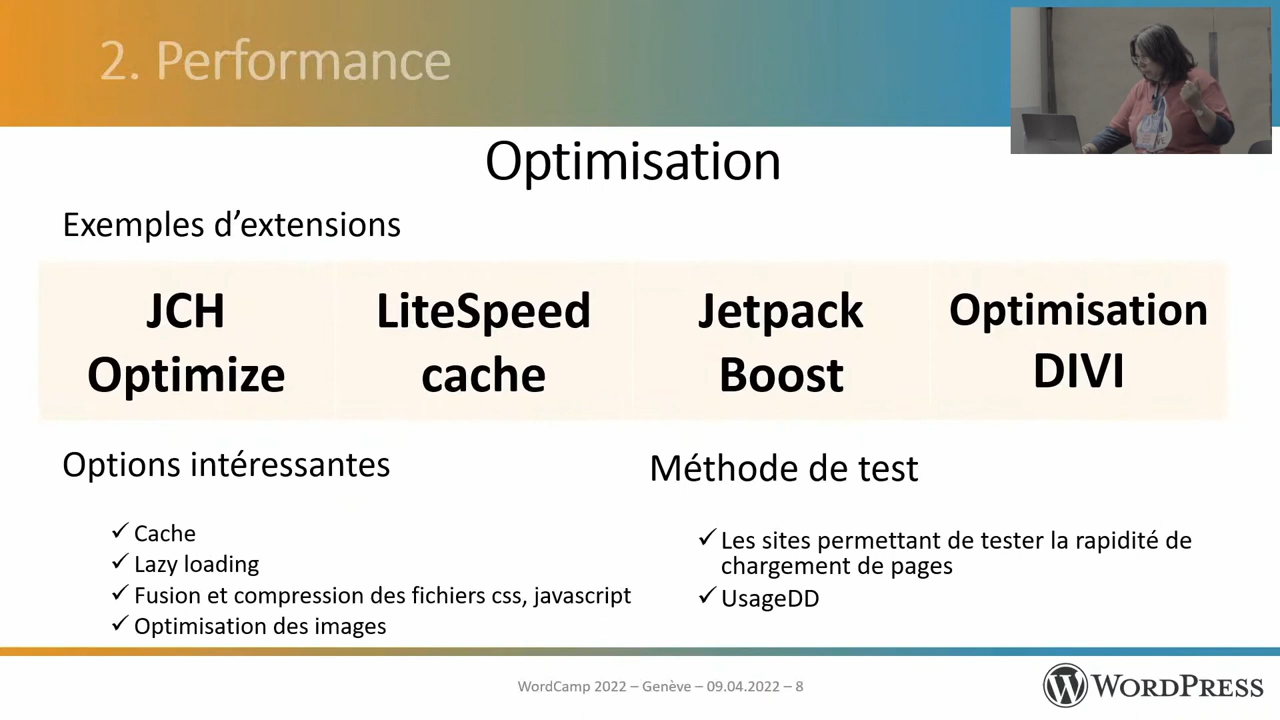 2. Performance
Optimisation
Exemples d’extensions
JCH
Optimize
LiteSpeed
cache
Jetpack
Boost
Optimisation
DIVI
Options intéressantes
✓ Cache
✓ Lazy loading
✓ Fusion et compression des fichiers css, javascript
✓ Optimisation des images
Méthode de test
✓ Les sites permettant de tester la rapidité de
chargement de pages
✓ UsageDD
WordCamp 2022 – Genève – 09.04.2022 – 8
WORDPRESS